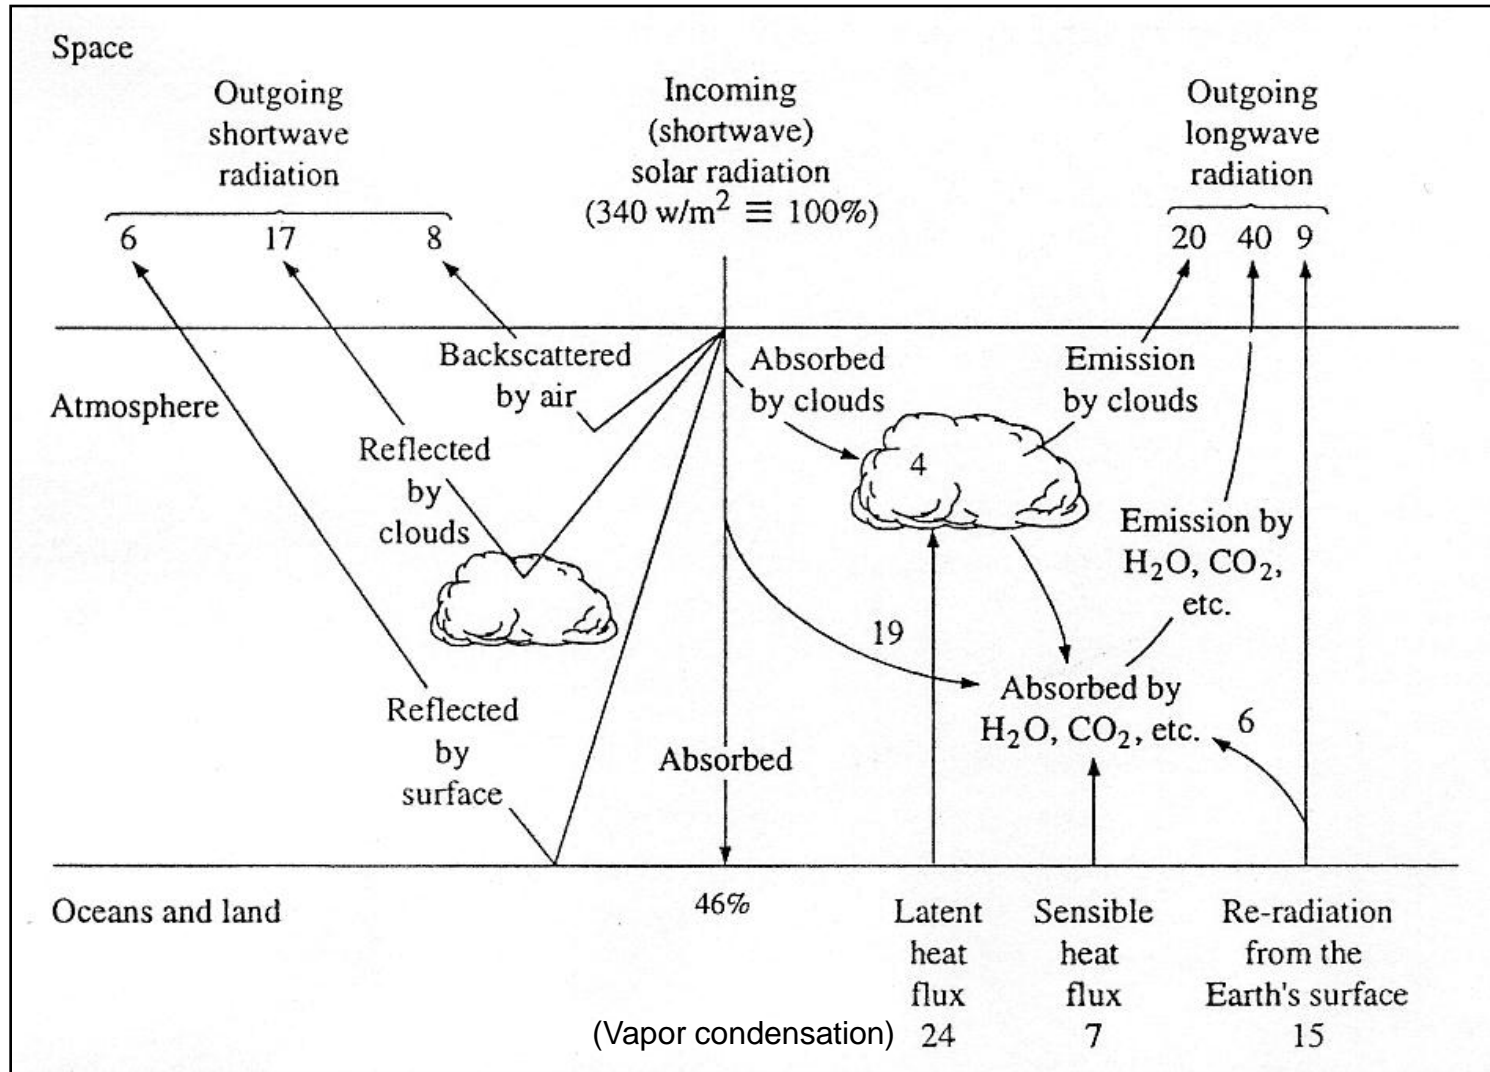 Space
Outgoing
shortwave
radiation
6 17 8
Incoming
(shortwave)
solar radiation
(340 w/m² ≡ 100%)
Outgoing
longwave
radiation
20 40 9
Atmosphere
Backscattered
by air
Reflected
by
clouds
Reflected
by
surface
Absorbed
by clouds
4
Emission
by clouds
Emission by
H₂O, CO₂,
etc.
19
Absorbed by
H₂O, CO₂, etc.
6
Absorbed
Oceans and land
46%
Latent
heat
flux
(Vapor condensation) 24
Sensible
heat
flux
7
Re-radiation
from the
Earth's surface
15